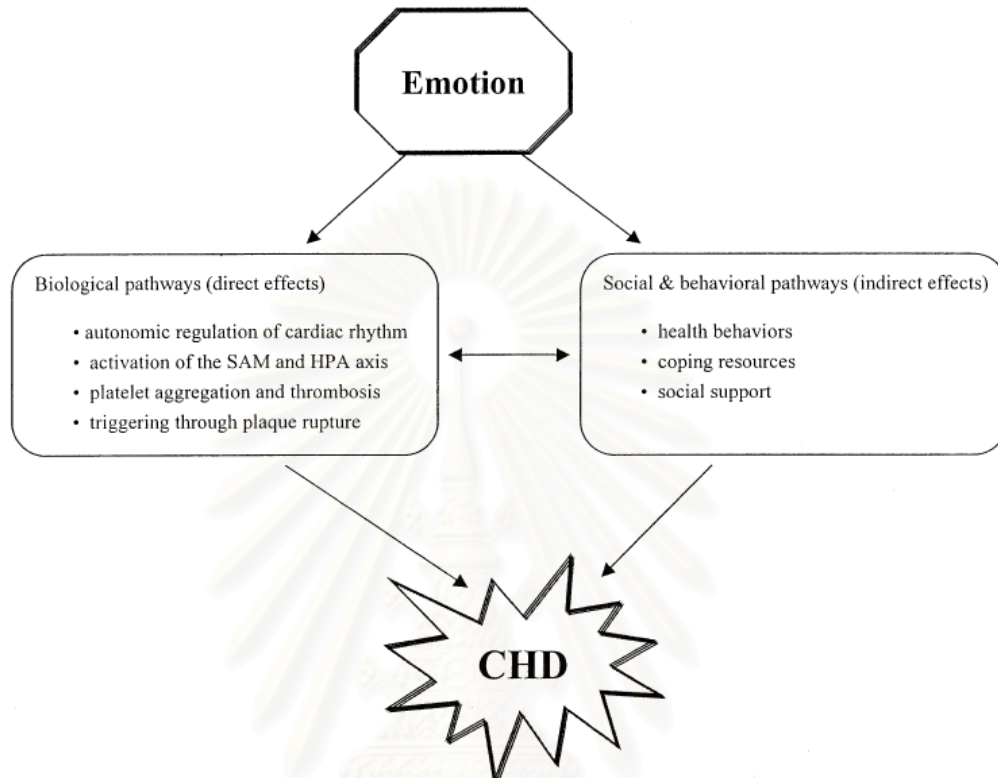 Emotion
Biological pathways (direct effects)
• autonomic regulation of cardiac rhythm
• activation of the SAM and HPA axis
• platelet aggregation and thrombosis
• triggering through plaque rupture
Social & behavioral pathways (indirect effects)
• health behaviors
• coping resources
• social support
CHD